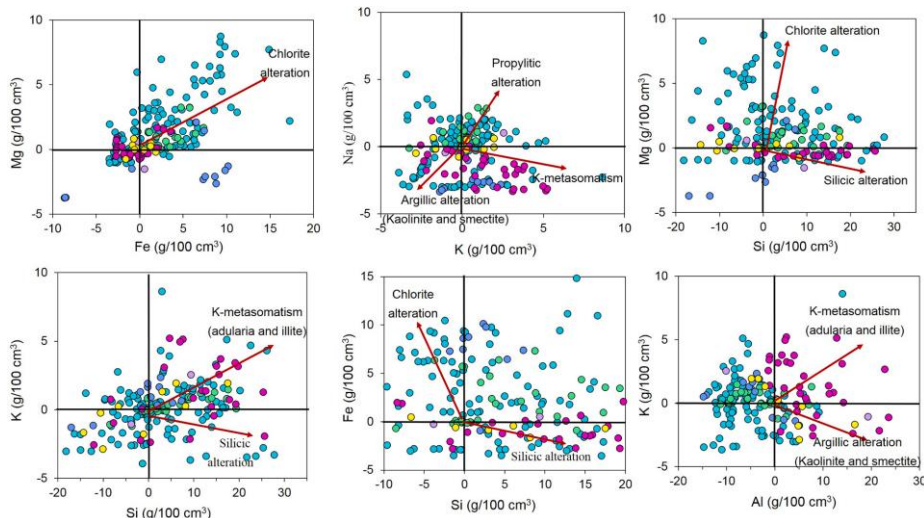 10
5
0
-5
-10
-5
0
5
10
15
20
Mg (g/100 cm³)
Fe (g/100 cm³)
Chlorite
alteration
10
5
0
-5
-5
0
5
10
Na (g/100 cm³)
K (g/100 cm³)
Propylitic
alteration
K-metasomatism
Argillic alteration
(Kaolinite and smectite)
10
5
0
-5
-20
-10
0
10
20
30
Mg (g/100 cm³)
Si (g/100 cm³)
Chlorite alteration
Silicic alteration
10
5
0
-5
-20
-10
0
10
20
30
K (g/100 cm³)
Si (g/100 cm³)
K-metasomatism
(adularia and illite)
Silicic
alteration
15
10
5
0
-5
-10
-5
0
5
10
15
20
Fe (g/100 cm³)
Si (g/100 cm³)
Chlorite
alteration
Silicic alteration
10
5
0
-5
-20
-10
0
10
20
30
K (g/100 cm³)
Al (g/100 cm³)
K-metasomatism
(adularia and illite)
Argillic alteration
(Kaolinite and smectite)